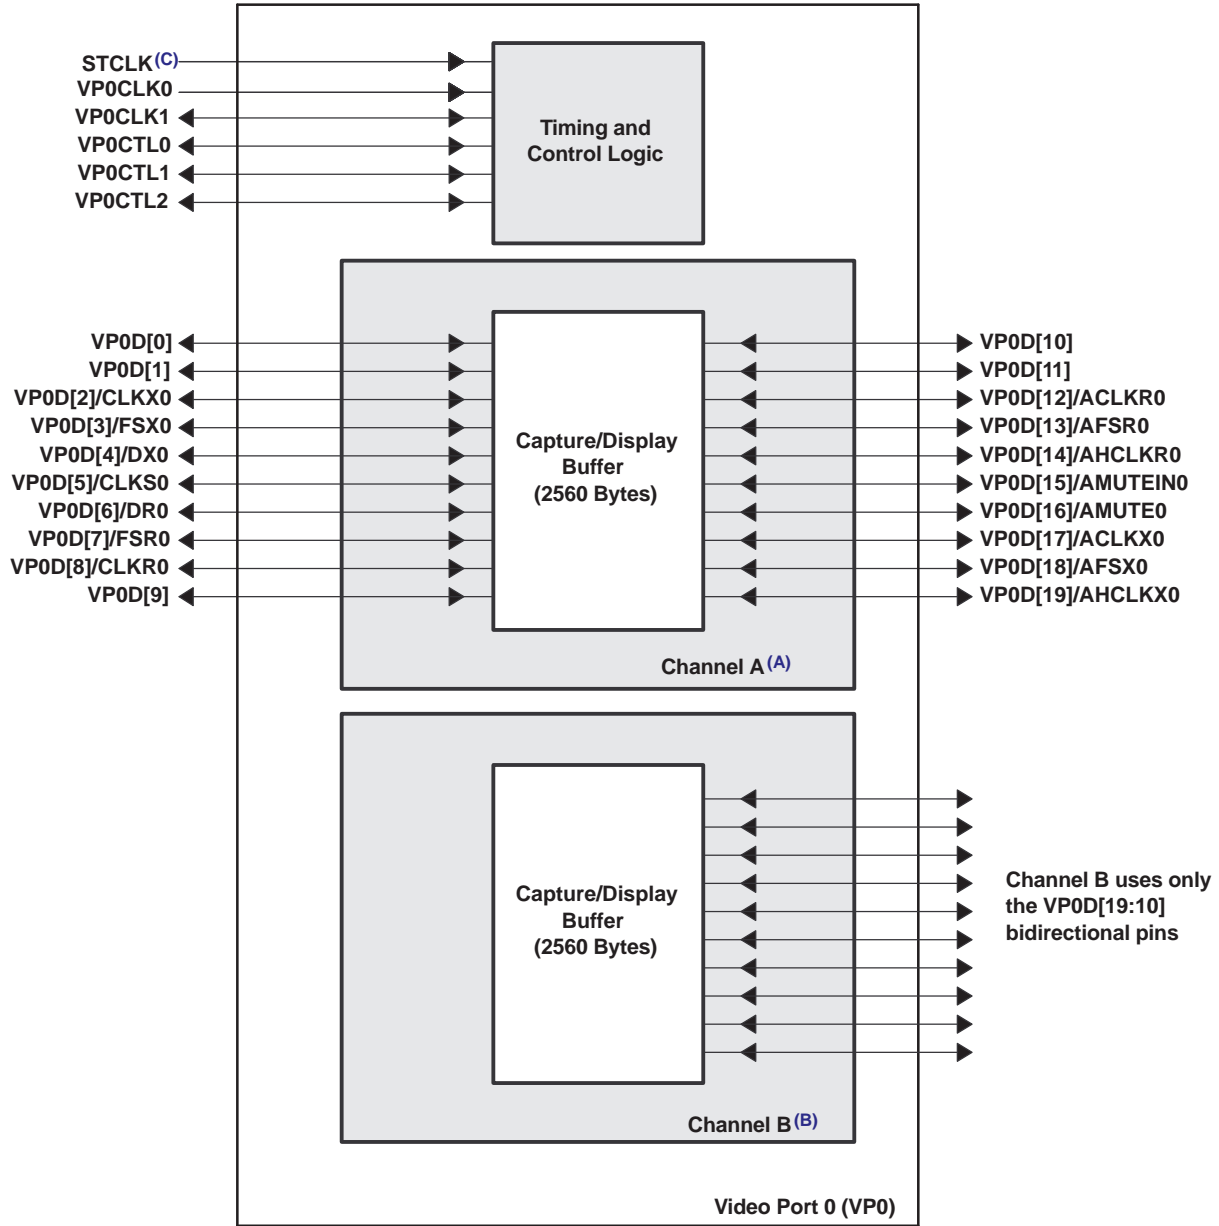 STCLK(C)
VP0CLK0
VP0CLK1
VP0CTL0
VP0CTL1
VP0CTL2
Timing and
Control Logic
VP0D[0]
VP0D[1]
VP0D[2]/CLKX0
VP0D[3]/FSX0
VP0D[4]/DX0
VP0D[5]/CLKS0
VP0D[6]/DR0
VP0D[7]/FSR0
VP0D[8]/CLKR0
VP0D[9]
Capture/Display
Buffer
(2560 Bytes)
VP0D[10]
VP0D[11]
VP0D[12]/ACLKR0
VP0D[13]/AFSR0
VP0D[14]/AHCLKR0
VP0D[15]/AMUTEIN0
VP0D[16]/AMUTE0
VP0D[17]/ACLKX0
VP0D[18]/AFSX0
VP0D[19]/AHCLKX0
Channel A(A)
Capture/Display
Buffer
(2560 Bytes)
Channel B uses only
the VP0D[19:10]
bidirectional pins
Channel B(B)
Video Port 0 (VP0)